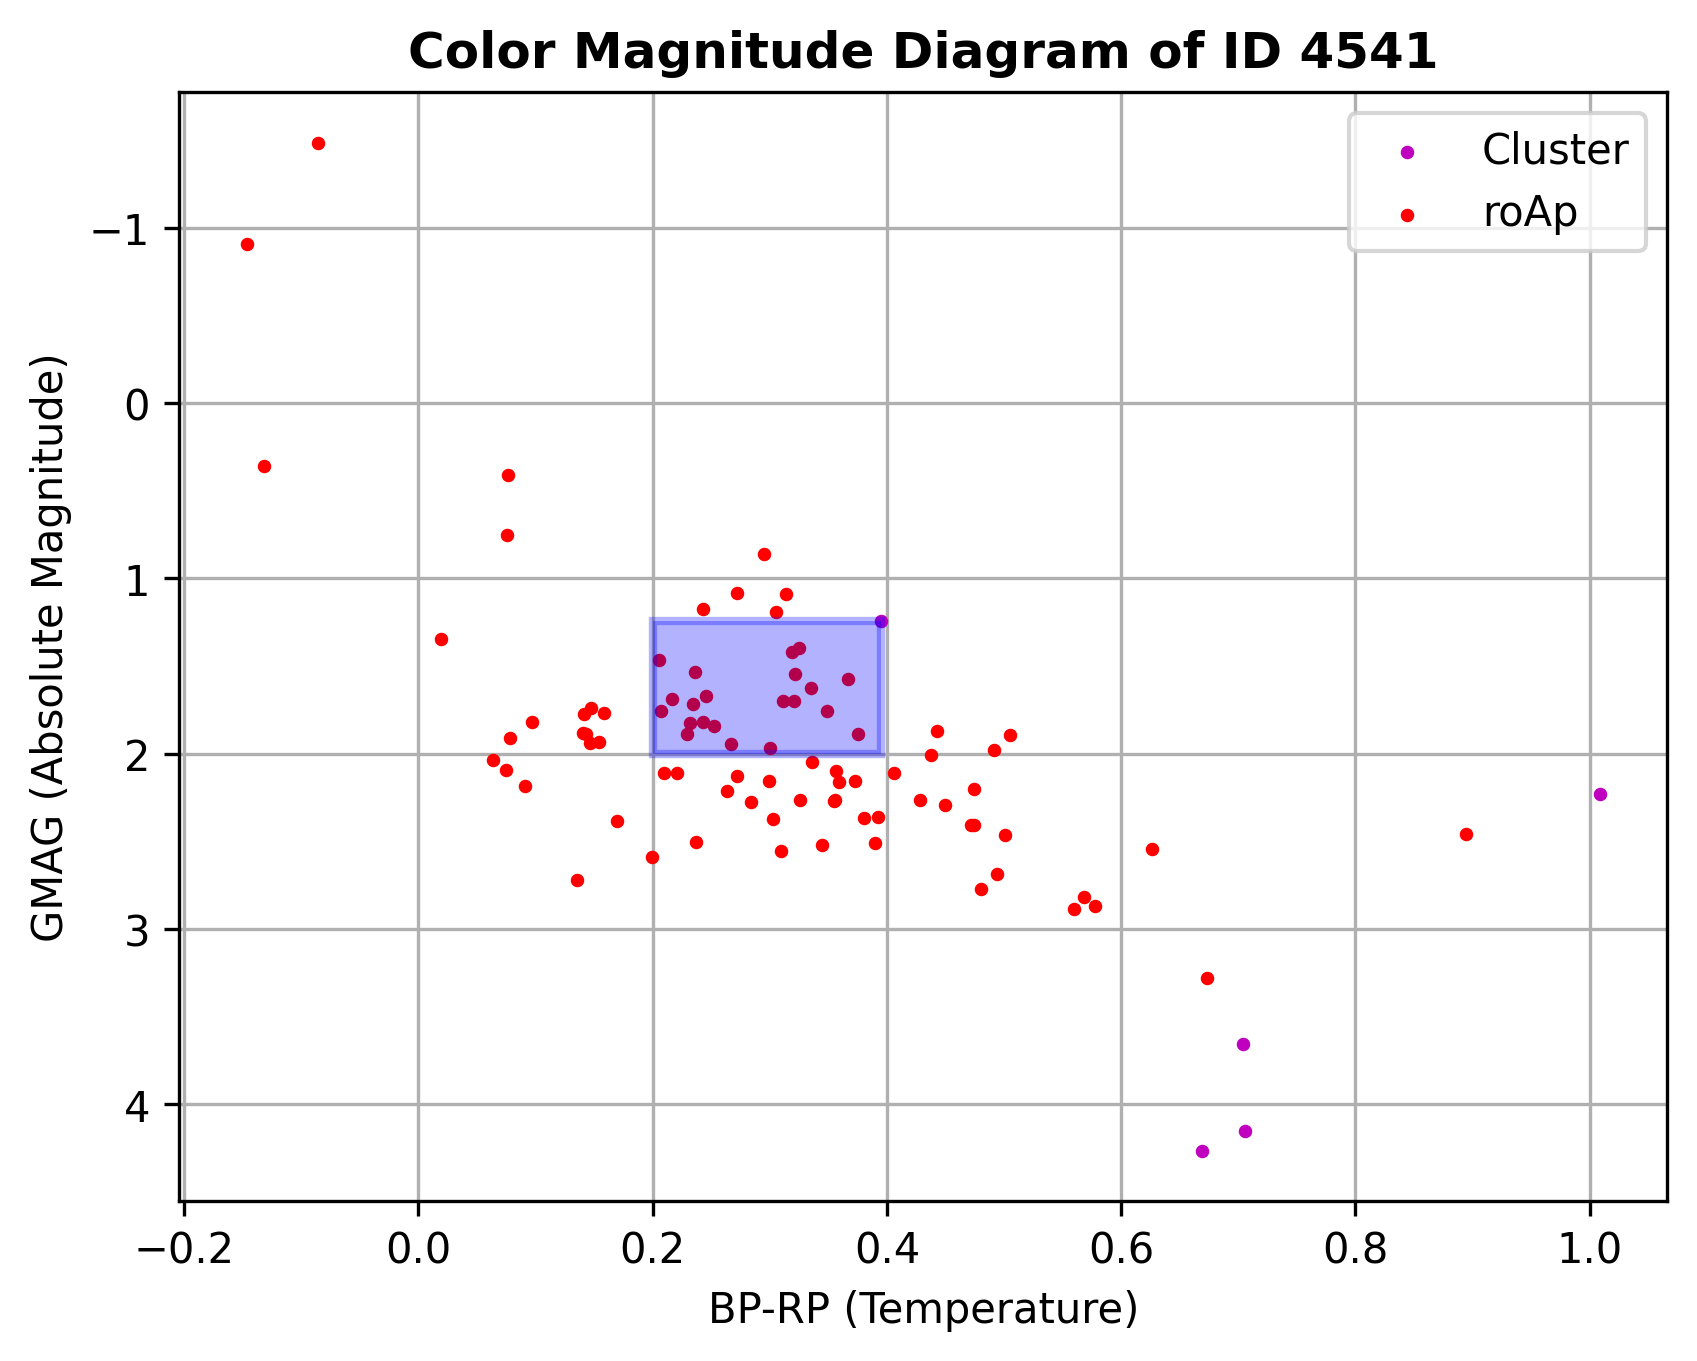 Color Magnitude Diagram of ID 4541
Cluster
roAp
GMAG (Absolute Magnitude)
−1
0
1
2
3
4
−0.2 0.0 0.2 0.4 0.6 0.8 1.0
BP-RP (Temperature)